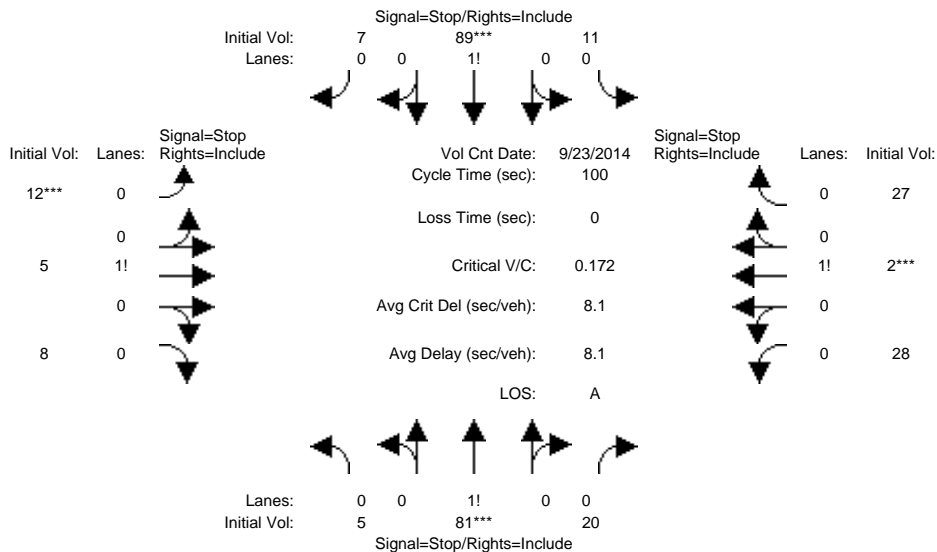 Signal=Stop/Rights=Include
Initial Vol: 7 89*** 11
Lanes: 0 0 1! 0 0
Signal=Stop Signal=Stop
Initial Vol: Lanes: Rights=Include Vol Cnt Date: 9/23/2014 Rights=Include Lanes: Initial Vol:
Cycle Time (sec): 100
12*** 0 0 27
Loss Time (sec): 0
0 0
5 1! Critical V/C: 0.172 1! 2***
0 Avg Crit Del (sec/veh): 8.1 0
8 0 Avg Delay (sec/veh): 8.1 0 28
LOS: A
Lanes: 0 0 1! 0 0
Initial Vol: 5 81*** 20
Signal=Stop/Rights=Include